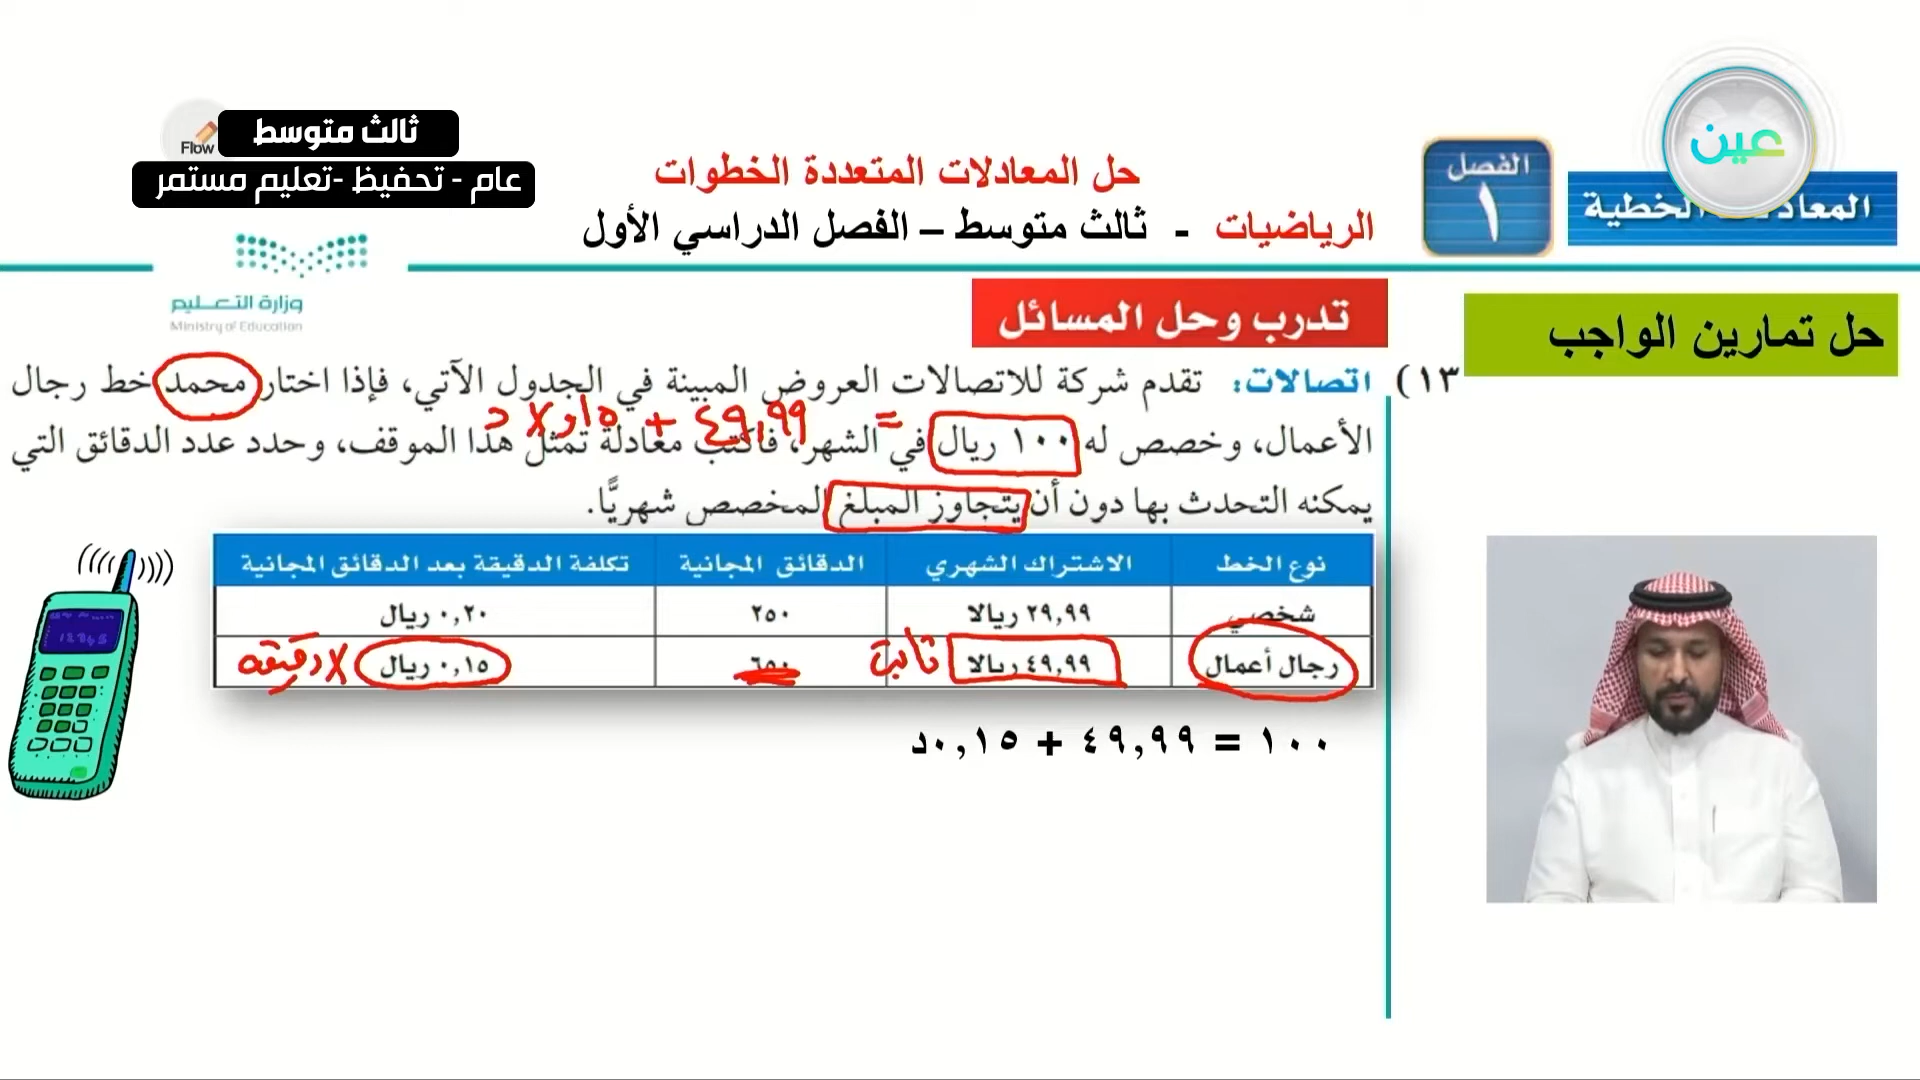 عين
ثالث متوسط
Flow
عام - تحفيظ -تعليم مستمر
حل المعادلات المتعددة الخطوات
الرياضيات - ثالث متوسط – الفصل الدراسي الأول
الفصل
١
الخطية
وزارة التعليم
Ministry of Education
تدرب وحل المسائل
حل تمارين الواجب
١٣) اتصالات: تقدم شركة للاتصالات العروض المبينة في الجدول الآتي، فإذا اختار محمد خط رجال
= ٤٩,٩٩ + ٠,١٥ × د
الأعمال، وخصص له ١٠٠ ريال في الشهر، فاكتب معادلة تمثل هذا الموقف، وحدد عدد الدقائق التي
يمكنه التحدث بها دون أن يتجاوز المبلغ المخصص شهريًّا.
نوع الخط الاشتراك الشهري الدقائق المجانية تكلفة الدقيقة بعد الدقائق المجانية
شخصي ٢٩,٩٩ ريالا ٢٥٠ ٠,٢٠ ريال
رجال أعمال ٤٩,٩٩ ريالا ثابت ٦٥٠ ٠,١٥ ريال × دقيقة
١٠٠ = ٤٩,٩٩ + ٠,١٥د